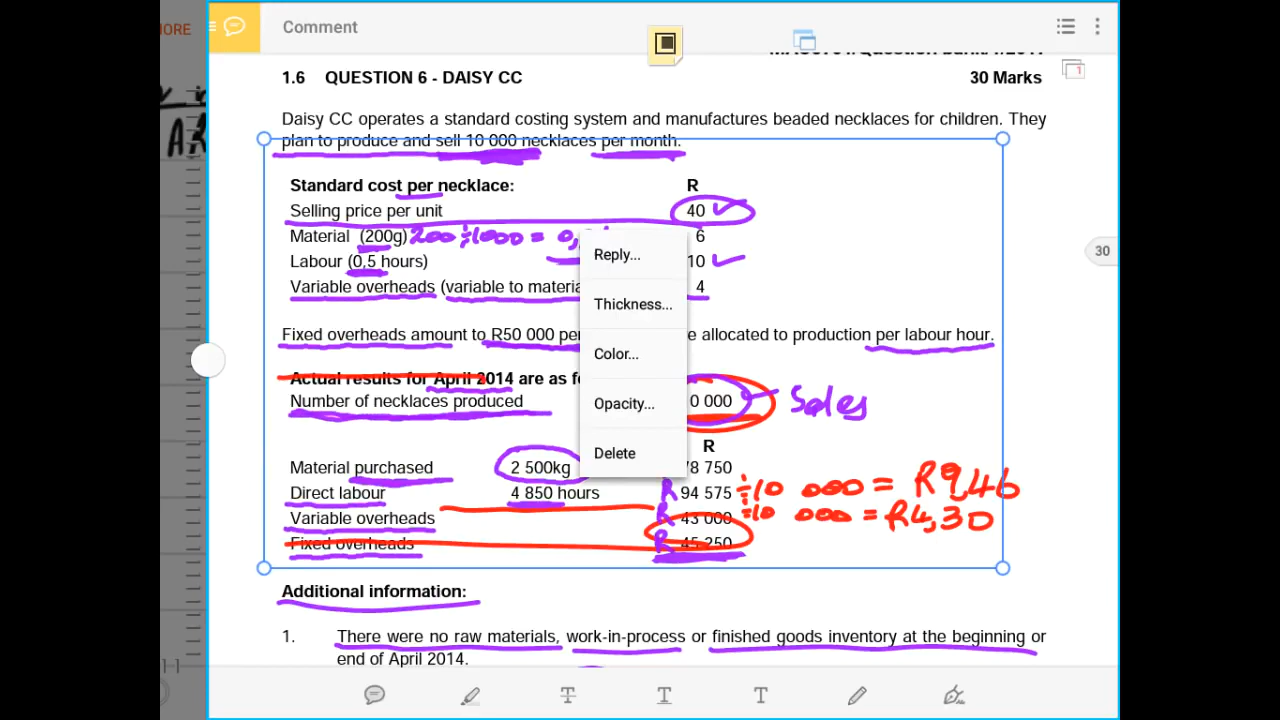 ORE
Comment
1.6 QUESTION 6 - DAISY CC 30 Marks
Daisy CC operates a standard costing system and manufactures beaded necklaces for children. They
plan to produce and sell 10 000 necklaces per month.
Standard cost per necklace: R
Selling price per unit 40
Material (200g) 200 ÷ 1000 = 0, 6
Labour (0,5 hours) 10
Variable overheads (variable to materia 4
Fixed overheads amount to R50 000 per e allocated to production per labour hour.
Actual results for April 2014 are as fo
Number of necklaces produced 0 000 Sales
R
Material purchased 2 500kg 78 750
Direct labour 4 850 hours R 94 575 ÷10 000 = R9,46
Variable overheads R 43 000 ÷10 000 = R4,30
Fixed overheads R 45 250
Reply...
Thickness...
Color...
Opacity...
Delete
30
1
Additional information:
1. There were no raw materials, work-in-process or finished goods inventory at the beginning or
end of April 2014.
T
T
T